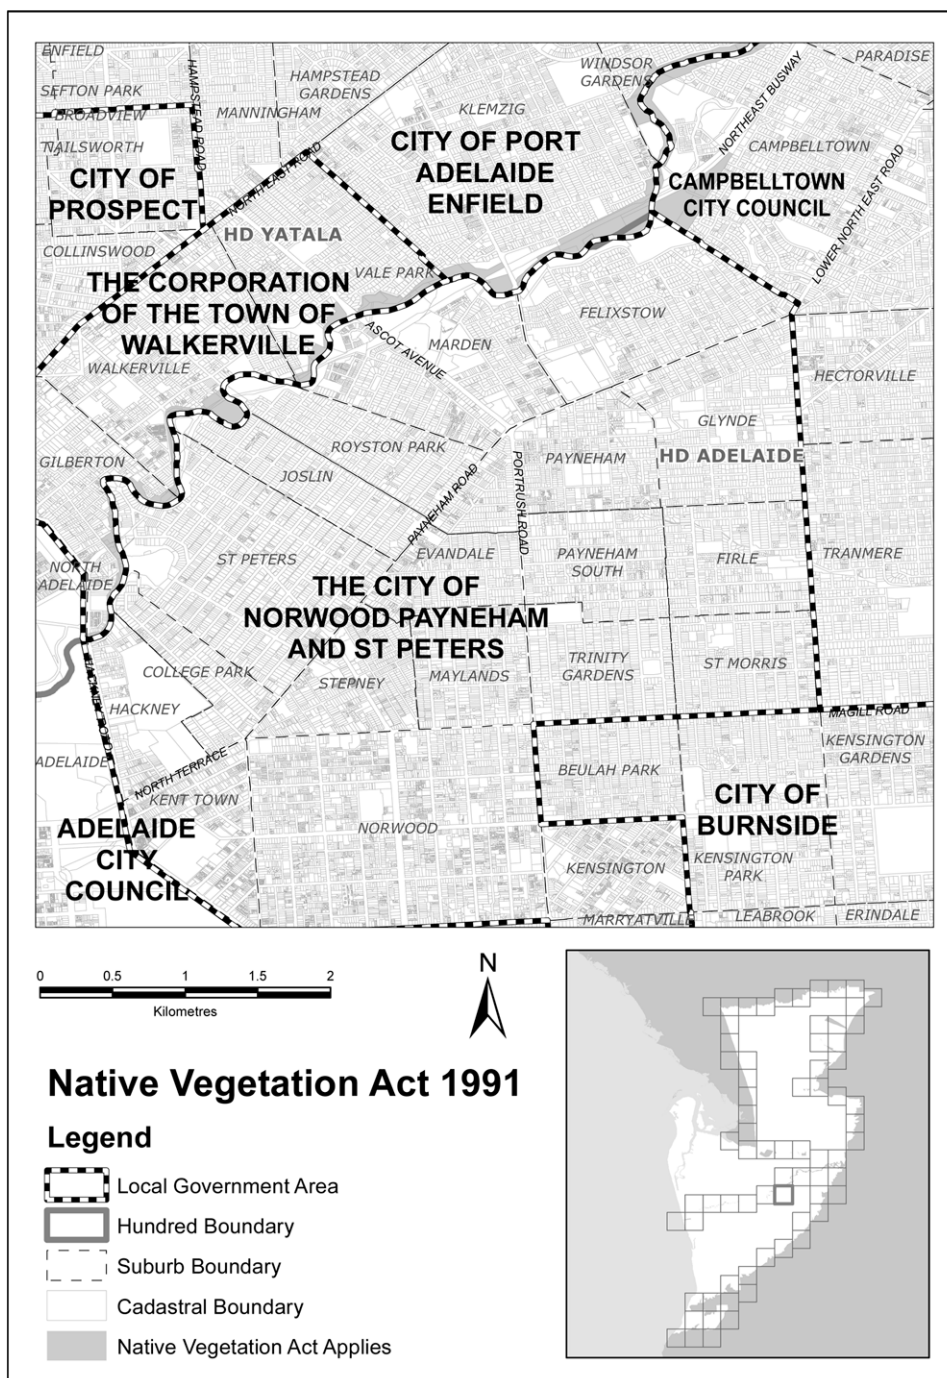 ENFIELD
SEFTON PARK
BROADVIEW
NAILSWORTH
HAMPSTEAD ROAD
MANNINGHAM
HAMPSTEAD
GARDENS
KLEMZIG
WINDSOR
GARDENS
NORTHEAST BUSWAY
PARADISE
CAMPBELLTOWN
CITY OF
PROSPECT
NORTH EAST ROAD
CITY OF PORT
ADELAIDE
ENFIELD
CAMPBELLTOWN
CITY COUNCIL
LOWER NORTH EAST ROAD
COLLINSWOOD
HD YATALA
VALE PARK
THE CORPORATION
OF THE TOWN OF
WALKERVILLE
WALKERVILLE
ASCOT AVENUE
MARDEN
FELIXSTOW
HECTORVILLE
GLYNDE
GILBERTON
JOSLIN
ROYSTON PARK
PAYNEHAM ROAD
PORTRUSH ROAD
PAYNEHAM
HD ADELAIDE
NORTH
ADELAIDE
ST PETERS
EVANDALE
PAYNEHAM
SOUTH
FIRLE
TRANMERE
THE CITY OF
NORWOOD PAYNEHAM
AND ST PETERS
COLLEGE PARK
STEPNEY
MAYLANDS
TRINITY
GARDENS
ST MORRIS
HACKNEY
HACKNEY ROAD
MAGILL ROAD
ADELAIDE
NORTH TERRACE
KENT TOWN
BEULAH PARK
KENSINGTON
GARDENS
CITY OF
BURNSIDE
ADELAIDE
CITY
COUNCIL
NORWOOD
KENSINGTON
KENSINGTON
PARK
MARRYATVILLE
LEABROOK
ERINDALE
0 0.5 1 1.5 2
Kilometres
N
Native Vegetation Act 1991
Legend
Local Government Area
Hundred Boundary
Suburb Boundary
Cadastral Boundary
Native Vegetation Act Applies